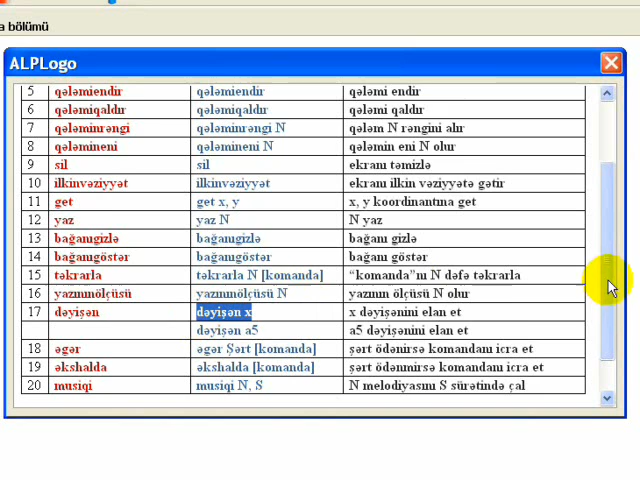 a bölümü
ALPLogo
5 qələmiendir qələmiendir qələmi endir
6 qələmiqaldır qələmiqaldır qələmi qaldır
7 qələminrəngi qələminrəngi N qələm N rəngini alır
8 qələmineni qələmineni N qələmin eni N olur
9 sil sil ekranı təmizlə
10 ilkinvəziyyət ilkinvəziyyət ekranı ilkin vəziyyətə gətir
11 get get x, y x, y koordinantına get
12 yaz yaz N N yaz
13 bağanıgizlə bağanıgizlə bağanı gizlə
14 bağanıgöstər bağanıgöstər bağanı göstər
15 təkrarla təkrarla N [komanda] “komanda”nı N dəfə təkrarla
16 yazınınölçüsü yazınınölçüsü N yazının ölçüsü N olur
17 dəyişən dəyişən x x dəyişənini elan et
dəyişən a5 a5 dəyişənini elan et
18 əgər əgər Şərt [komanda] şərt ödənirsə komandanı icra et
19 əkshalda əkshalda [komanda] şərt ödənmirsə komandanı icra et
20 musiqi musiqi N, S N melodiyasını S sürətində çal